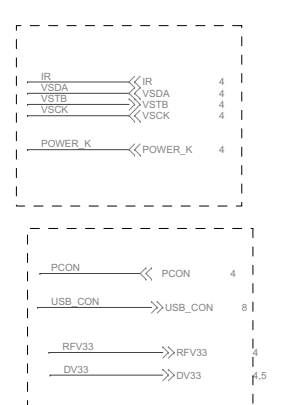 IR IR 4
VSDA VSDA 4
VSTB VSTB 4
VSCK VSCK 4
POWER_K POWER_K 4
PCON PCON 4
USB_CON USB_CON 8
RFV33 RFV33 4
DV33 DV33 4,5